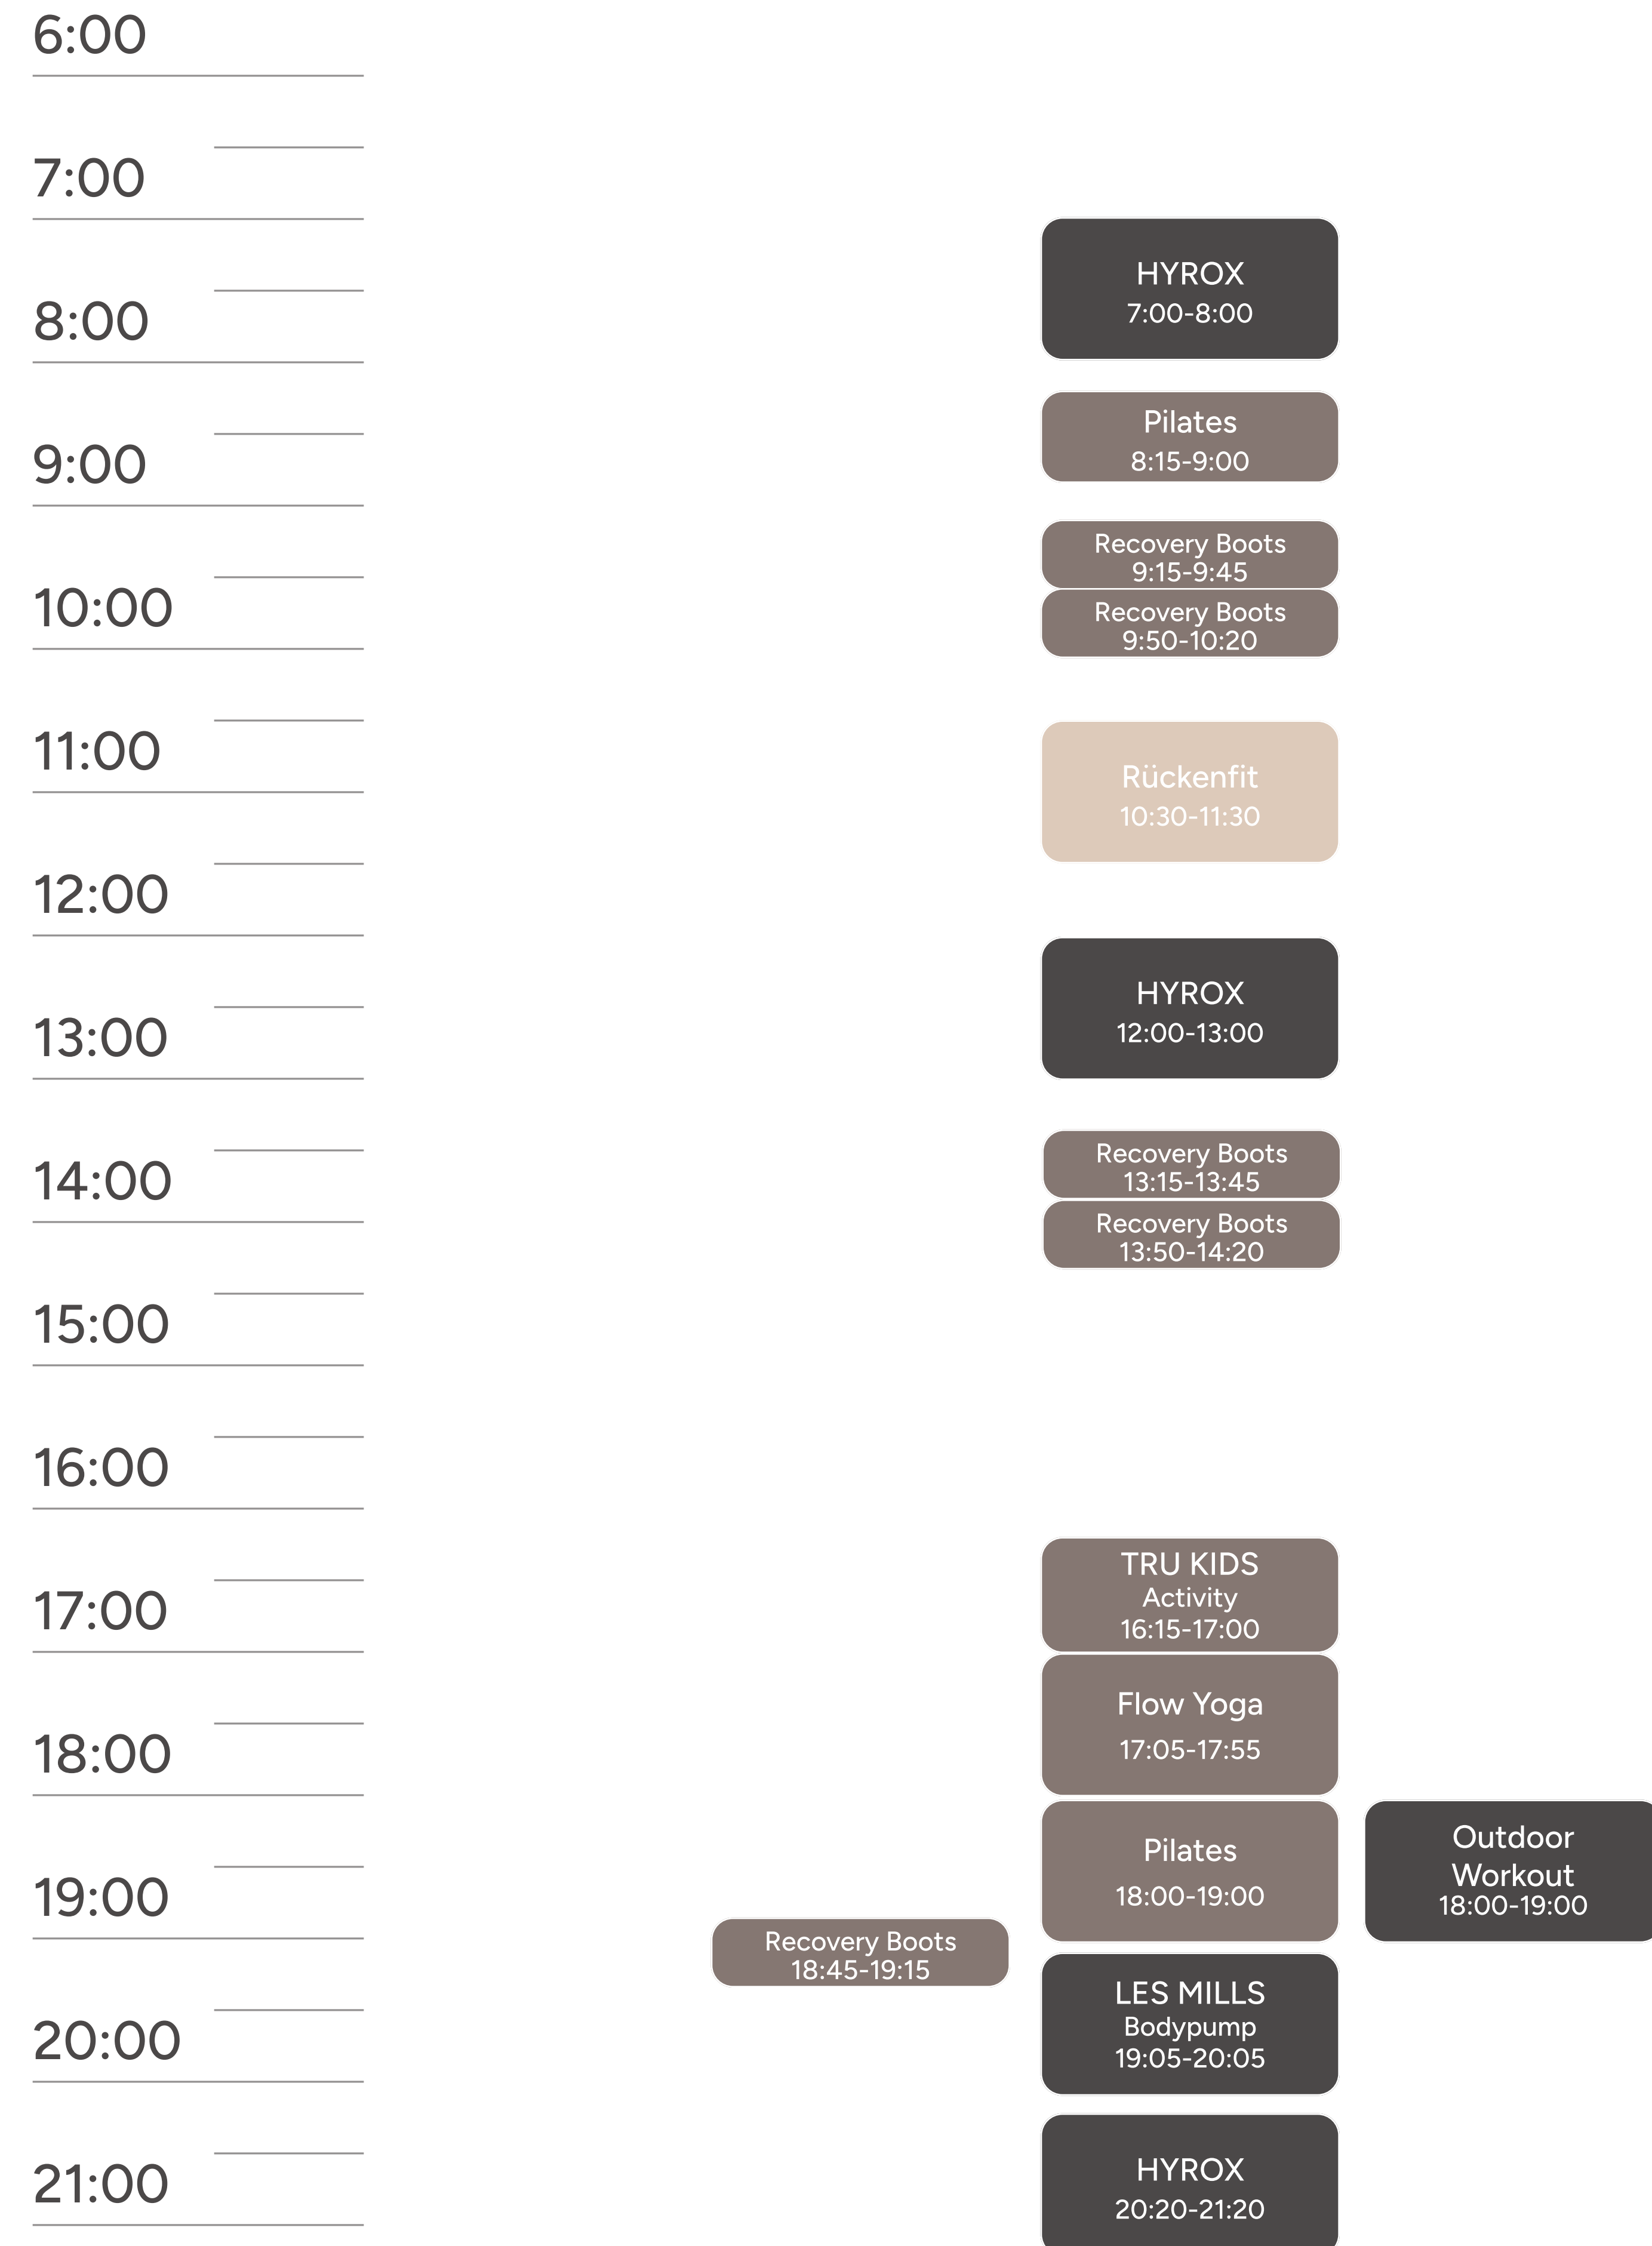 6:00
7:00
HYROX
7:00-8:00
8:00
Pilates
8:15-9:00
9:00
Recovery Boots
9:15-9:45
10:00
Recovery Boots
9:50-10:20
11:00
Rückenfit
10:30-11:30
12:00
HYROX
12:00-13:00
13:00
Recovery Boots
13:15-13:45
14:00
Recovery Boots
13:50-14:20
15:00
16:00
TRU KIDS
Activity
16:15-17:00
17:00
Flow Yoga
17:05-17:55
18:00
Pilates
18:00-19:00
Outdoor
Workout
18:00-19:00
19:00
Recovery Boots
18:45-19:15
LES MILLS
Bodypump
19:05-20:05
20:00
HYROX
20:20-21:20
21:00